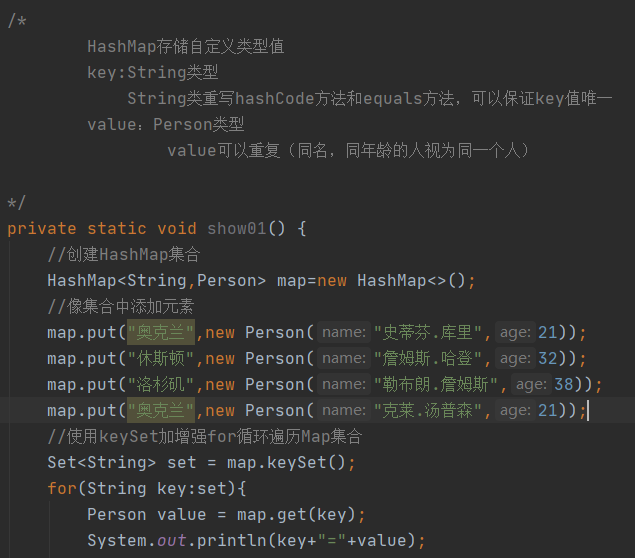 /*
HashMap存储自定义类型值
key:String类型
String类重写hashCode方法和equals方法，可以保证key值唯一
value：Person类型
value可以重复（同名，同年龄的人视为同一个人）
*/
private static void show01() {
//创建HashMap集合
HashMap<String,Person> map=new HashMap<>();
//像集合中添加元素
map.put("奥克兰",new Person( name: "史蒂芬.库里", age: 21));
map.put("休斯顿",new Person( name: "詹姆斯.哈登", age: 32));
map.put("洛杉矶",new Person( name: "勒布朗.詹姆斯", age: 38));
map.put("奥克兰",new Person( name: "克莱.汤普森", age: 21));
//使用keySet加增强for循环遍历Map集合
Set<String> set = map.keySet();
for(String key:set){
Person value = map.get(key);
System.out.println(key+"="+value);